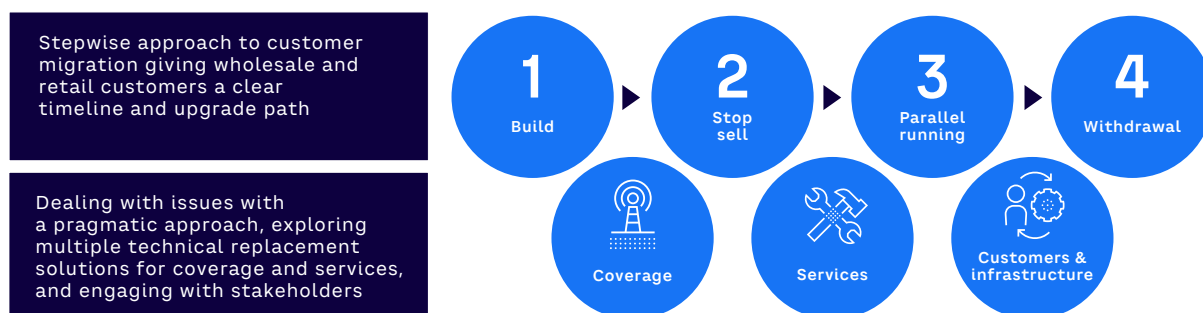 Stepwise approach to customer
migration giving wholesale and
retail customers a clear
timeline and upgrade path
1
Build
2
Stop
sell
3
Parallel
running
4
Withdrawal
Dealing with issues with
a pragmatic approach, exploring
multiple technical replacement
solutions for coverage and services,
and engaging with stakeholders
Coverage
Services
Customers &
infrastructure